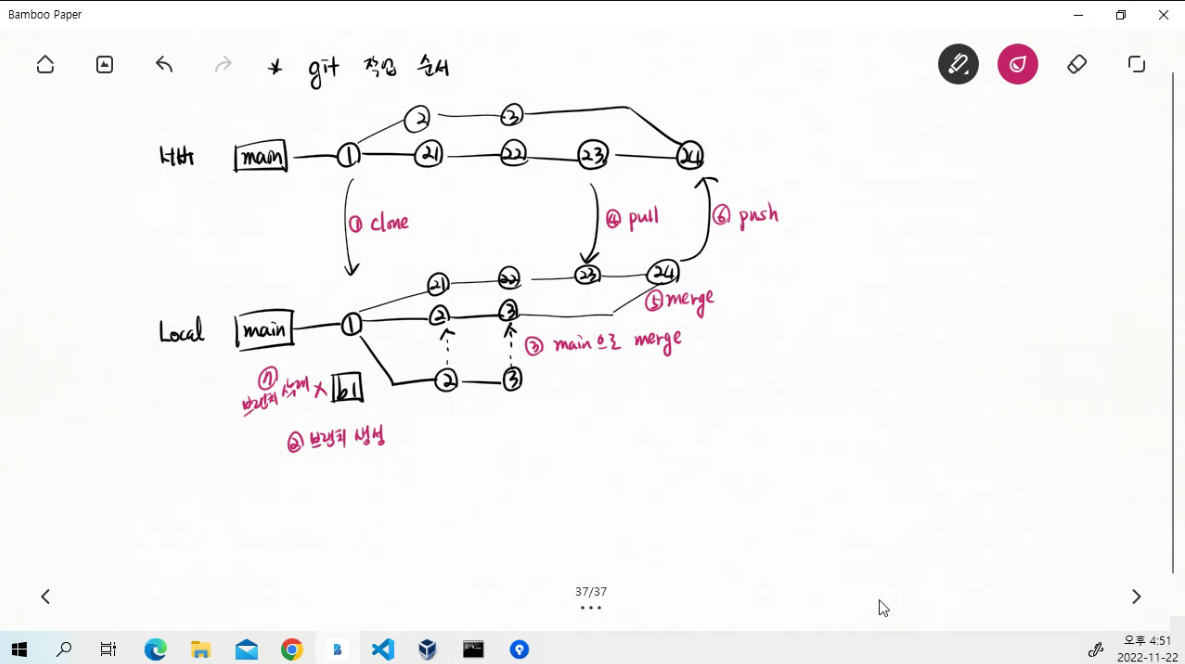 Bamboo Paper
* git 작업 순서
② ③
서버 main ① ㉑ ㉒ ㉓ ㉔
① clone ④ pull ⑥ push
㉑ ㉒ ㉓ ㉔
⑤ merge
Local main ① ② ③
③ main으로 merge
⑦ 브랜치 삭제 x b1 ② ③
② 브랜치 생성
37/37
오후 4:51
2022-11-22